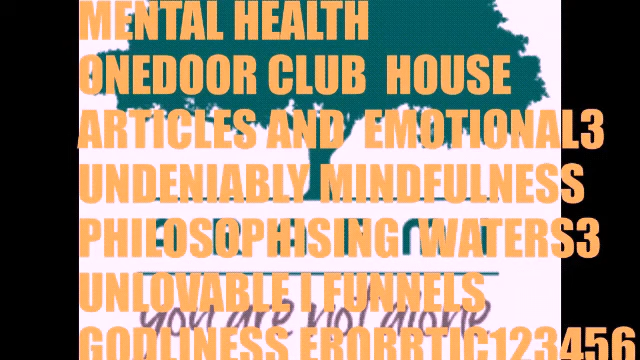 MENTAL HEALTH
ONEDOOR CLUB HOUSE
ARTICLES AND EMOTIONAL3
UNDENIABLY MINDFULNESS
PHILOSOPHISING WATERS3
UNLOVABLE I FUNNELS
you are not alone
GODLINESS ERORRTIC123456